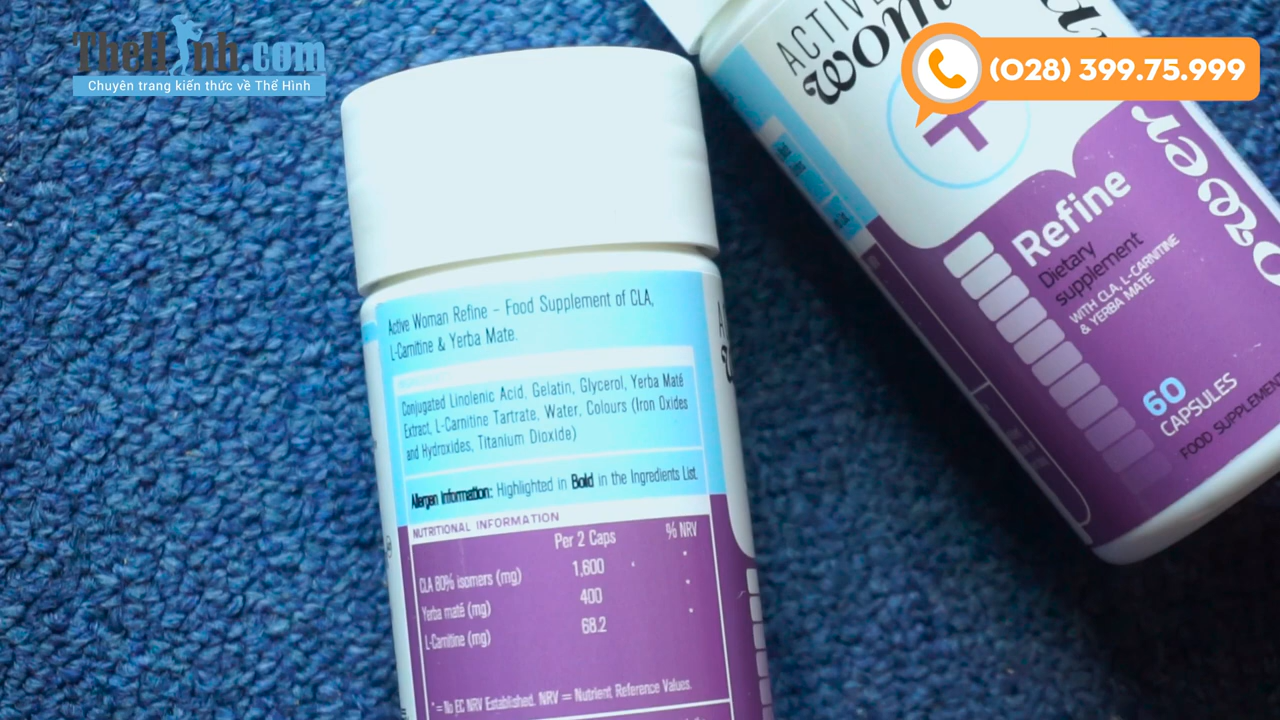 TheHinh.com
Chuyên trang kiến thức về Thể Hình
(028) 399.75.999
ACTIVE
Refine
Dietary
supplement
WITH CLA, L-CARNITINE
& YERBA MATE
60
CAPSULES
FOOD SUPPLEMENT
Active Woman Refine – Food Supplement of CLA,
L-Carnitine & Yerba Mate.
Conjugated Linolenic Acid, Gelatin, Glycerol, Yerba Maté
Extract, L-Carnitine Tartrate, Water, Colours (Iron Oxides
and Hydroxides, Titanium Dioxide)
Allergen Information: Highlighted in Bold in the Ingredients List.
NUTRITIONAL INFORMATION
Per 2 Caps % NRV
CLA 80% isomers (mg) 1,600 *
Yerba maté (mg) 400 *
L-Carnitine (mg) 68.2 *
*= No EC NRV Established. NRV = Nutrient Reference Values.